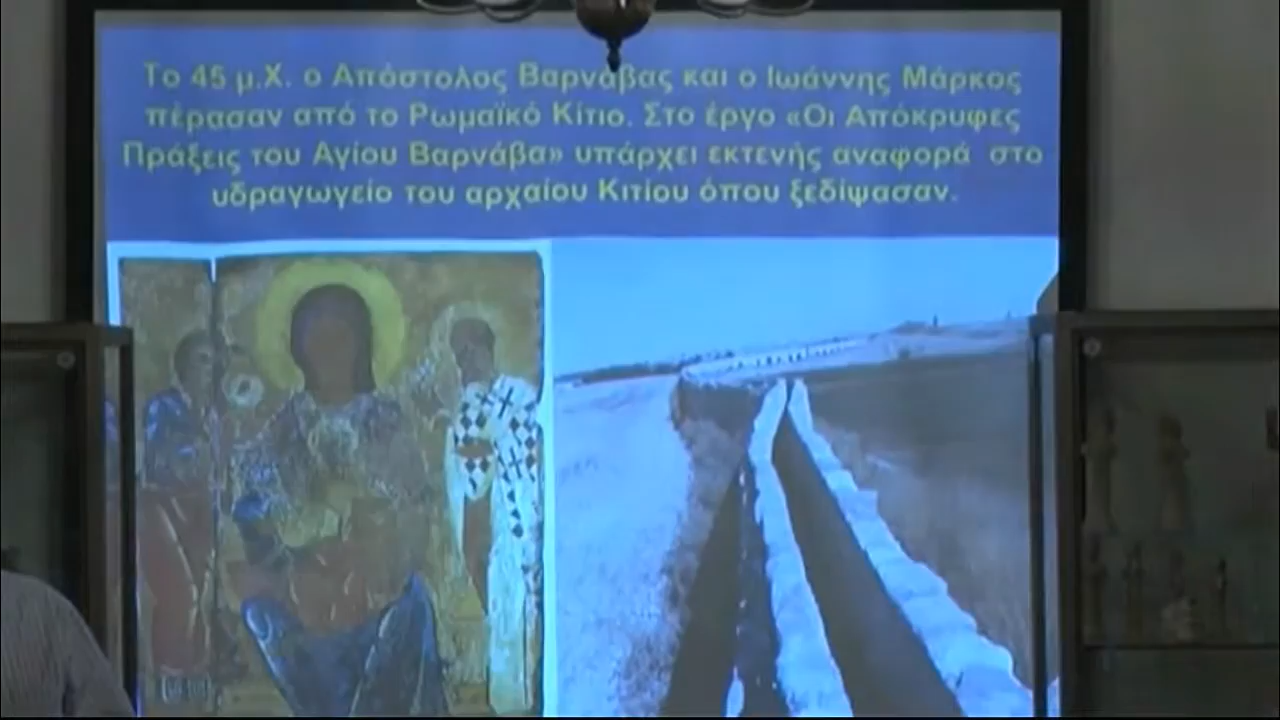 Το 45 μ.Χ. ο Απόστολος Βαρνάβας και ο Ιωάννης Μάρκος
πέρασαν από το Ρωμαϊκό Κίτιο. Στο έργο «Οι Απόκρυφες
Πράξεις του Αγίου Βαρνάβα» υπάρχει εκτενής αναφορά στο
υδραγωγείο του αρχαίου Κιτίου όπου ξεδίψασαν.